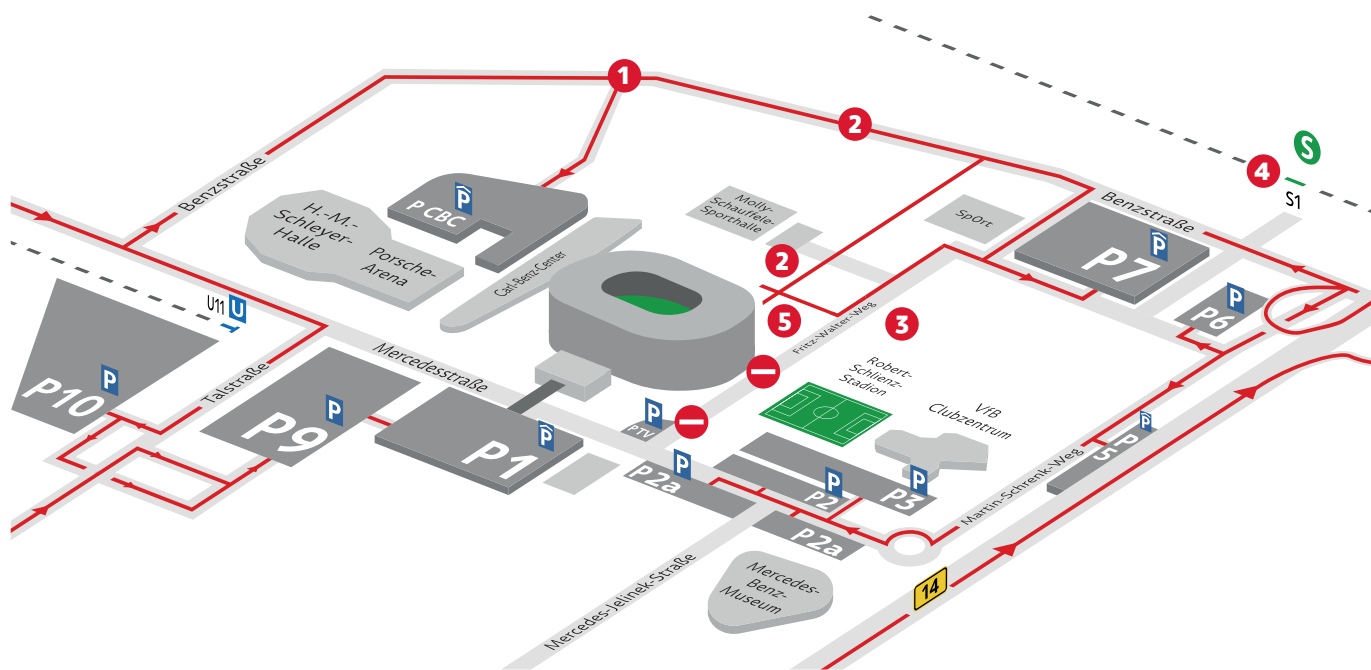 1
2
S
4
S1
Benzstraße
P
P CBC
H.-M.-
Schleyer-
Halle
Porsche-
Arena
Carl-Benz-Center
Molly-
Schauffele-
Sporthalle
SpOrt
Benzstraße
P
P7
2
5
3
Fritz-Walter-Weg
P
P6
U11 U
Mercedesstraße
Talstraße
P
P10
P
P9
P
P1
P
PTV
Robert-
Schlienz-
Stadion
VfB
Clubzentrum
P
P5
Martin-Schrenk-Weg
P
P2a
P
P2
P
P3
P2a
Mercedes-Jelinek-Straße
Mercedes-
Benz-
Museum
14